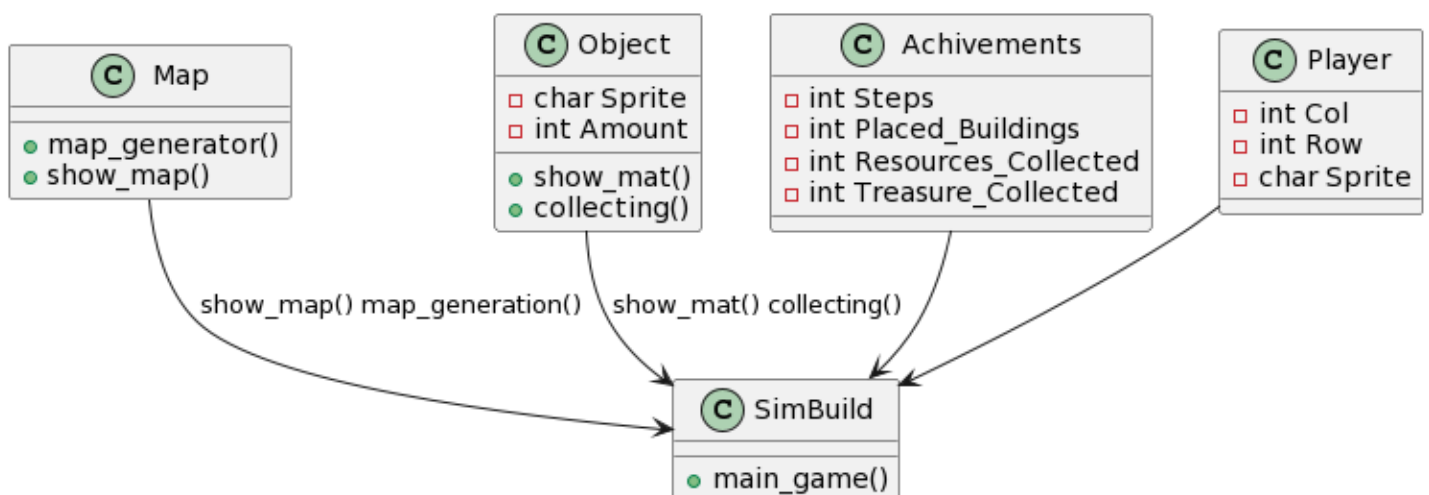 C Map
map_generator()
show_map()
C Object
char Sprite
int Amount
show_mat()
collecting()
C Achivements
int Steps
int Placed_Buildings
int Resources_Collected
int Treasure_Collected
C Player
int Col
int Row
char Sprite
show_map() map_generation()
show_mat() collecting()
C SimBuild
main_game()